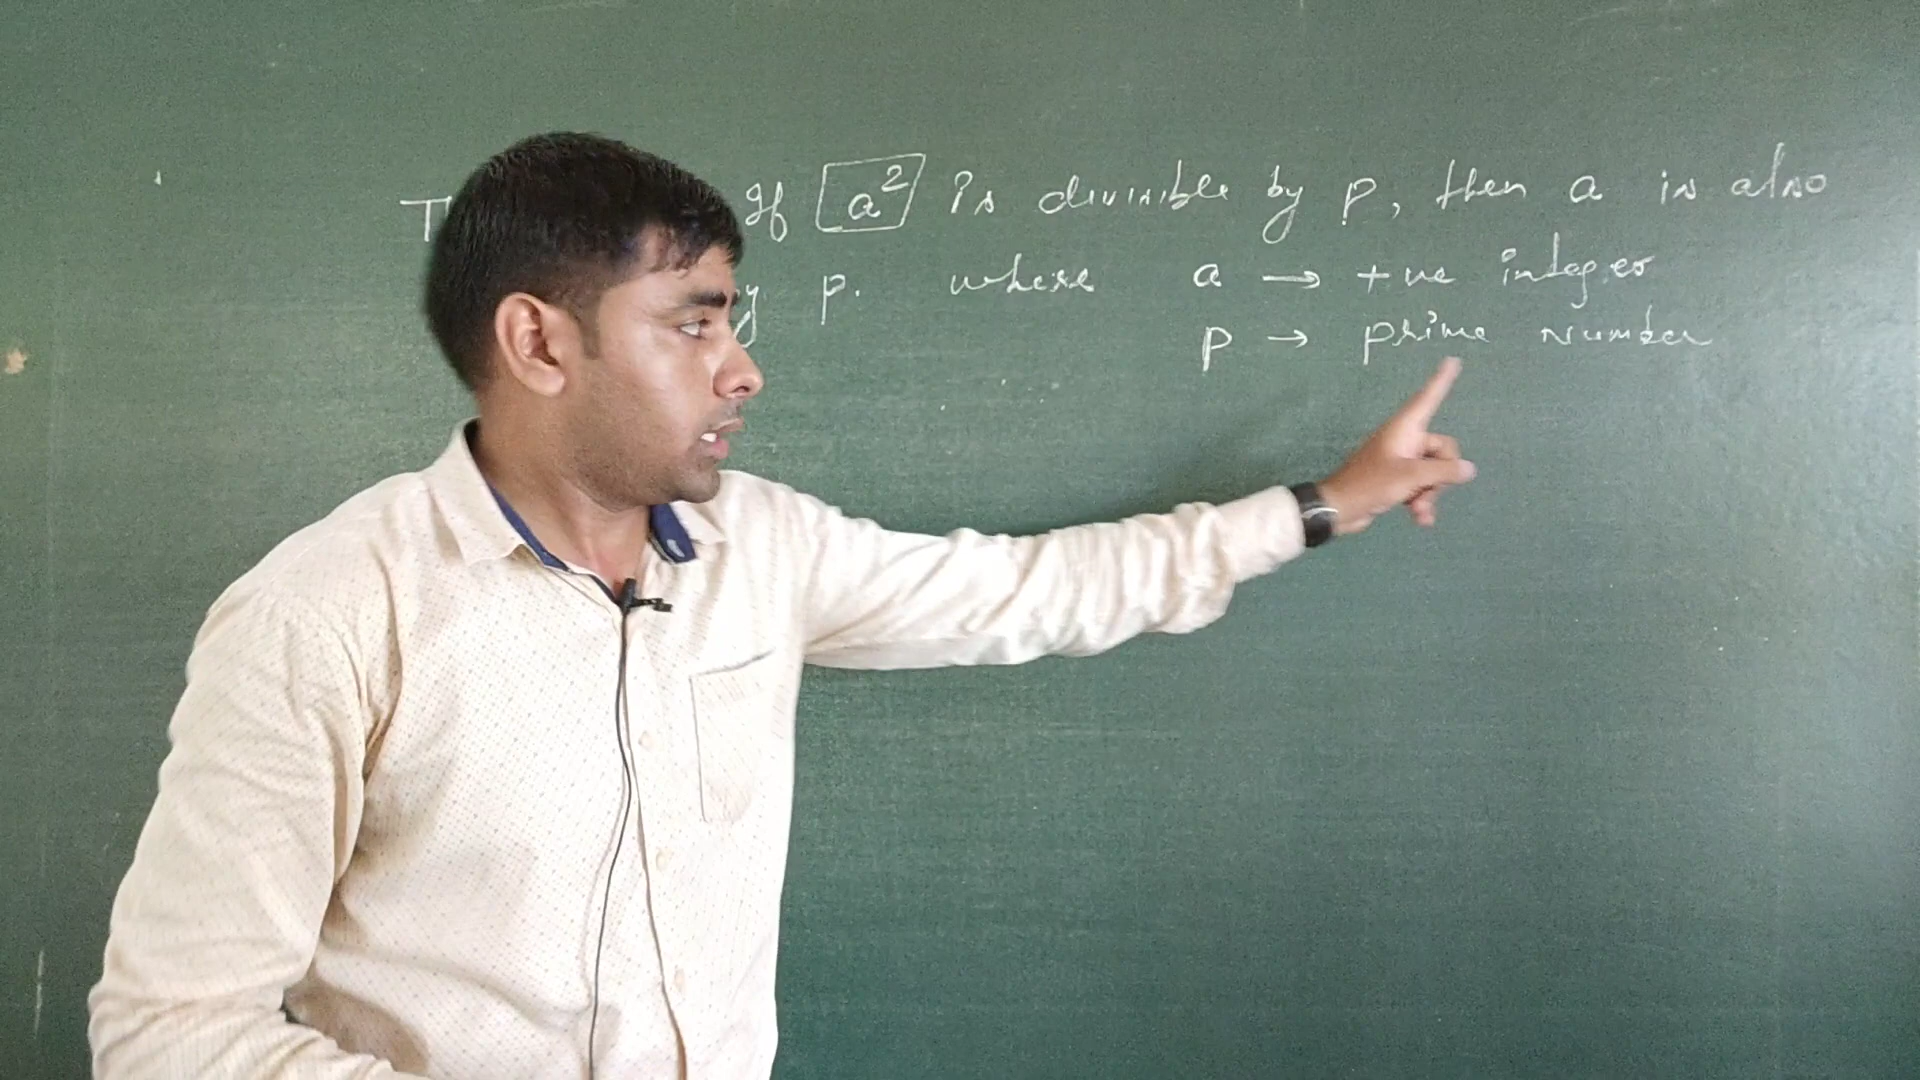 If a² is divisible by p, then a is also
p. where a → +ve integer
p → prime number